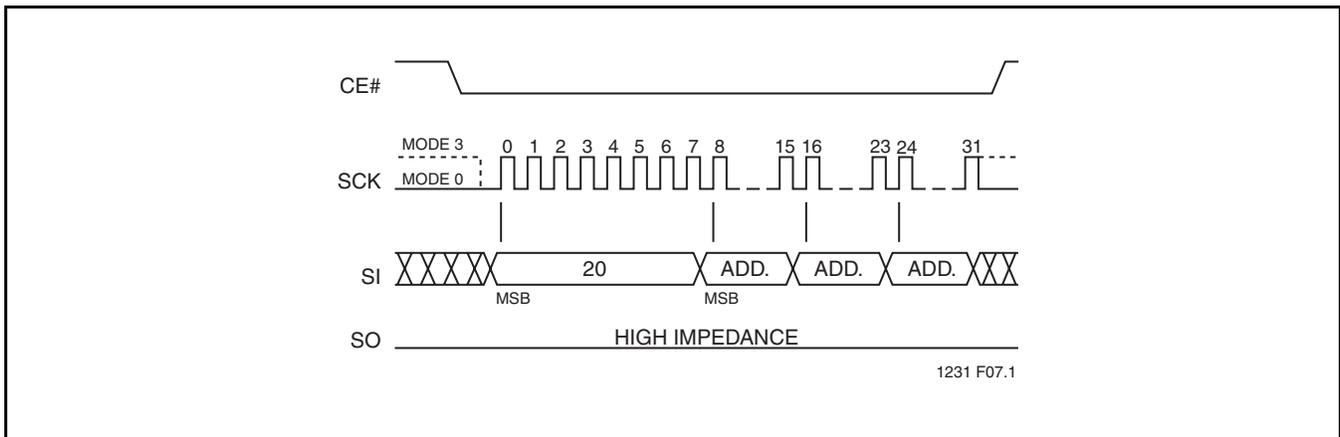 CE#
MODE 3
0 1 2 3 4 5 6 7 8 15 16 23 24 31
SCK
MODE 0
SI
20 ADD. ADD. ADD.
MSB MSB
SO
HIGH IMPEDANCE
1231 F07.1